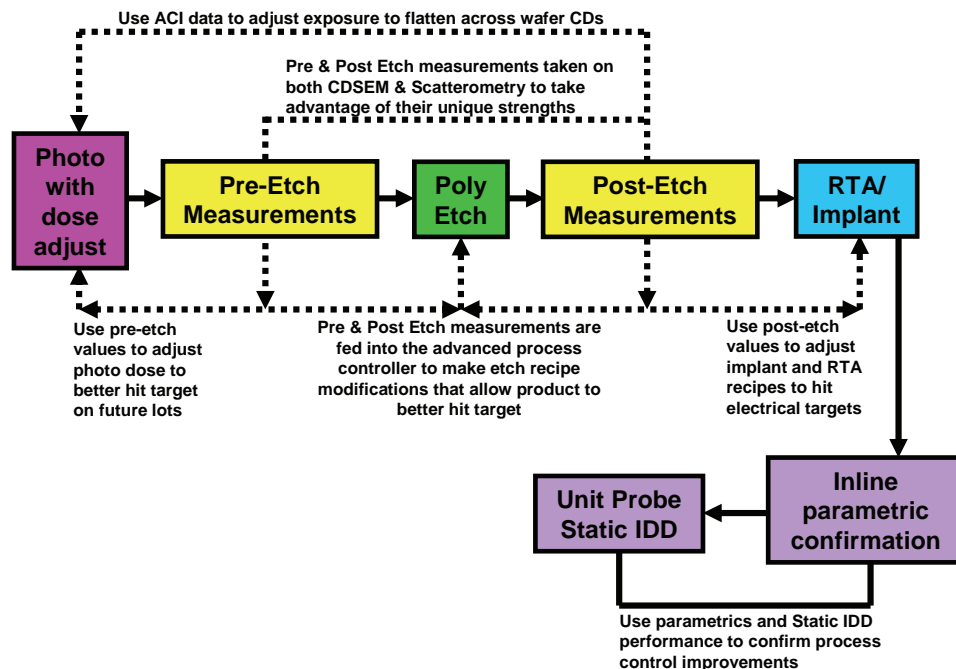 Use ACI data to adjust exposure to flatten across wafer CDs
Pre & Post Etch measurements taken on
both CDSEM & Scatterometry to take
advantage of their unique strengths
Photo
with
dose
adjust
Pre-Etch
Measurements
Poly
Etch
Post-Etch
Measurements
RTA/
Implant
Use pre-etch
values to adjust
photo dose to
better hit target
on future lots
Pre & Post Etch measurements are
fed into the advanced process
controller to make etch recipe
modifications that allow product to
better hit target
Use post-etch
values to adjust
implant and RTA
recipes to hit
electrical targets
Unit Probe
Static IDD
Inline
parametric
confirmation
Use parametrics and Static IDD
performance to confirm process
control improvements